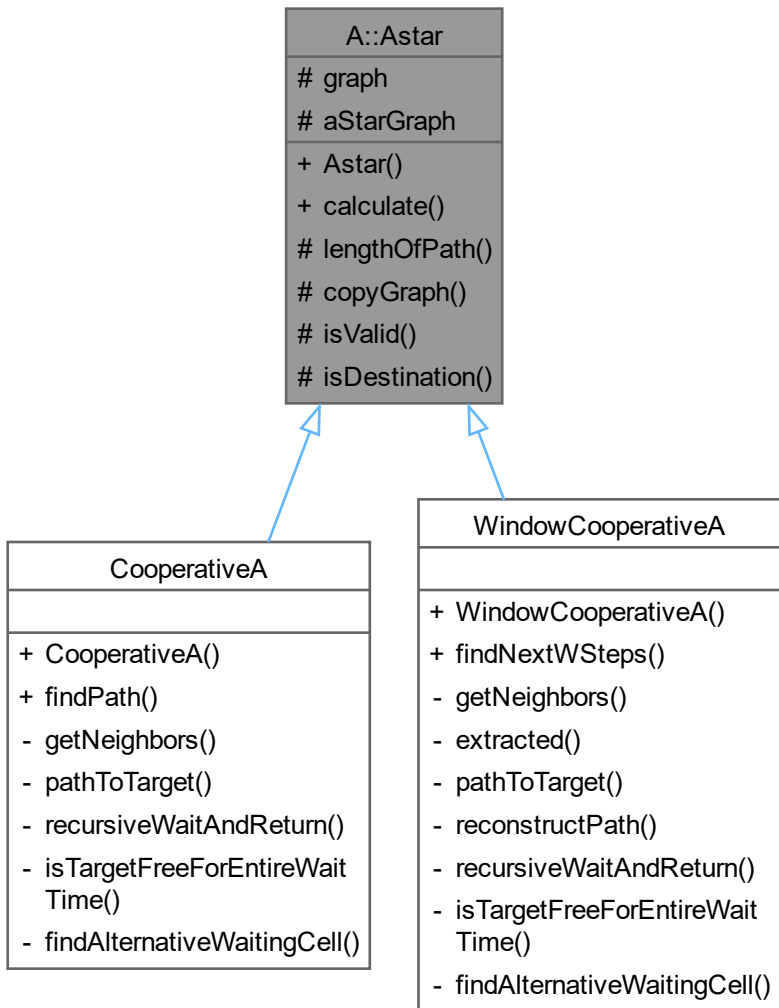 A::Astar
# graph
# aStarGraph
+ Astar()
+ calculate()
# lengthOfPath()
# copyGraph()
# isValid()
# isDestination()
CooperativeA
+ CooperativeA()
+ findPath()
- getNeighbors()
- pathToTarget()
- recursiveWaitAndReturn()
- isTargetFreeForEntireWait
Time()
- findAlternativeWaitingCell()
WindowCooperativeA
+ WindowCooperativeA()
+ findNextWSteps()
- getNeighbors()
- extracted()
- pathToTarget()
- reconstructPath()
- recursiveWaitAndReturn()
- isTargetFreeForEntireWait
Time()
- findAlternativeWaitingCell()